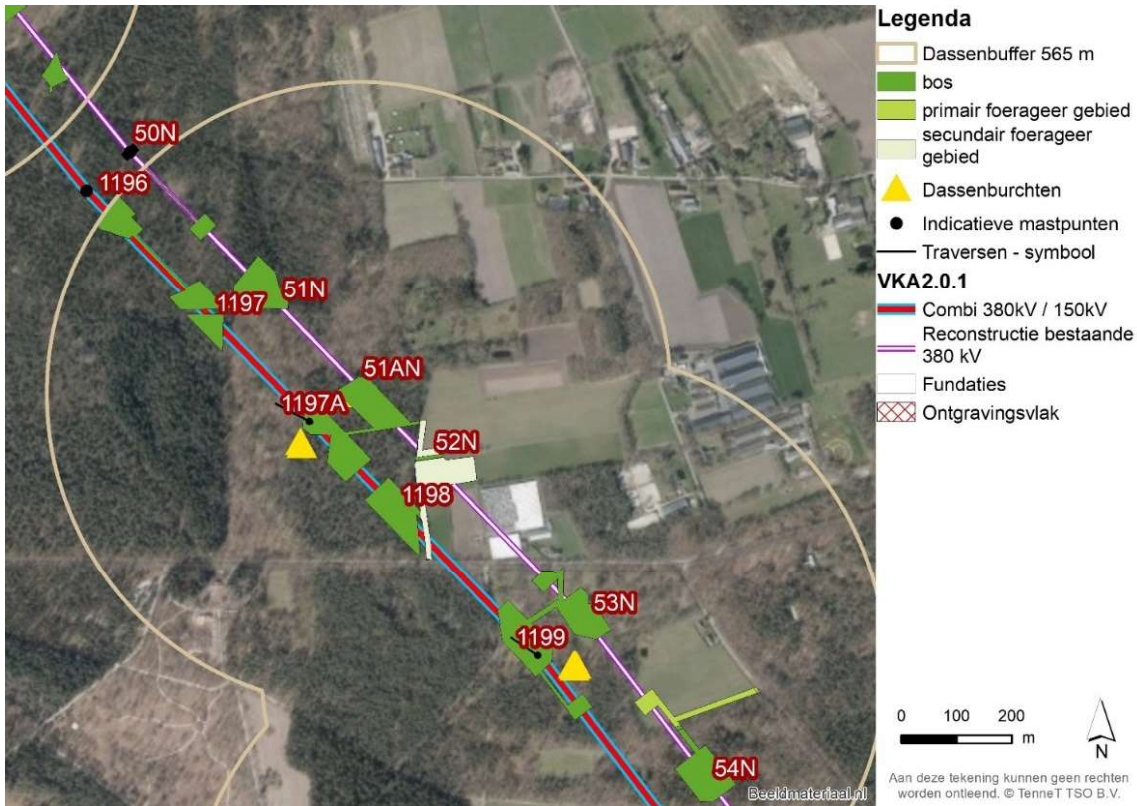 50N
1196
51N
1197
51AN
1197A
52N
1198
53N
1199
54N
Beeldmateriaal.nl
Legenda
Dassenbuffer 565 m
bos
primair foerageer gebied
secundair foerageer
gebied
Dassenburchten
Indicatieve mastpunten
Traversen - symbool
VKA2.0.1
Combi 380kV / 150kV
Reconstructie bestaande
380 kV
Fundaties
Ontgravingsvlak
0 100 200
m
N
Aan deze tekening kunnen geen rechten
worden ontleend. © TenneT TSO B.V.